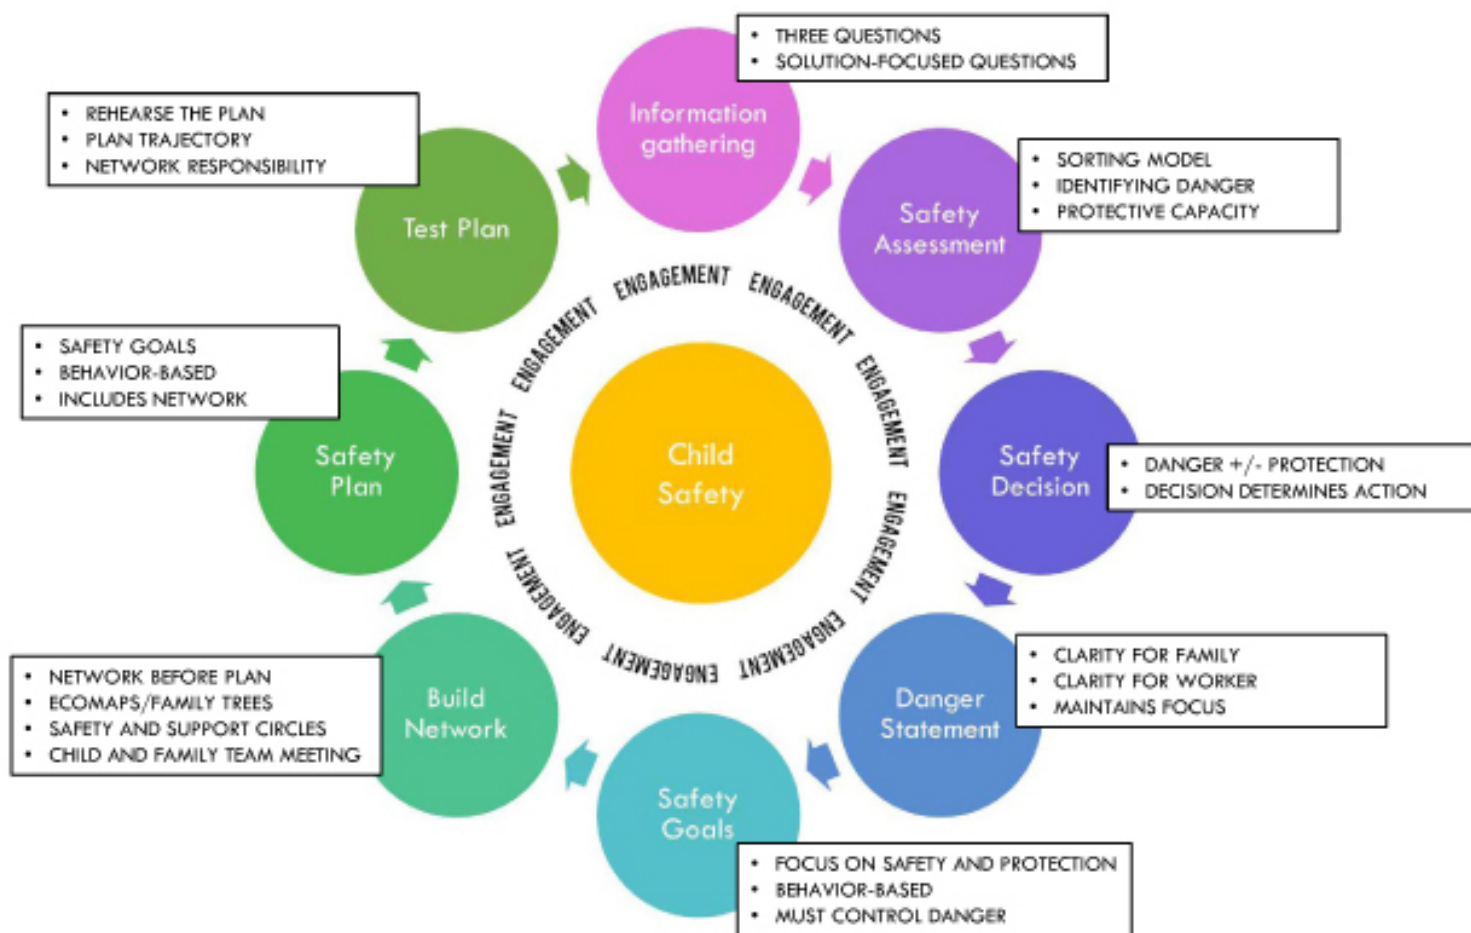 • THREE QUESTIONS
• SOLUTION-FOCUSED QUESTIONS
Information
gathering
• SORTING MODEL
• IDENTIFYING DANGER
• PROTECTIVE CAPACITY
Safety
Assessment
• DANGER +/- PROTECTION
• DECISION DETERMINES ACTION
Safety
Decision
• CLARITY FOR FAMILY
• CLARITY FOR WORKER
• MAINTAINS FOCUS
Danger
Statement
• FOCUS ON SAFETY AND PROTECTION
• BEHAVIOR-BASED
• MUST CONTROL DANGER
Safety
Goals
• NETWORK BEFORE PLAN
• ECOMAPS/FAMILY TREES
• SAFETY AND SUPPORT CIRCLES
• CHILD AND FAMILY TEAM MEETING
Build
Network
• SAFETY GOALS
• BEHAVIOR-BASED
• INCLUDES NETWORK
Safety
Plan
• REHEARSE THE PLAN
• PLAN TRAJECTORY
• NETWORK RESPONSIBILITY
Test Plan
ENGAGEMENT ENGAGEMENT ENGAGEMENT ENGAGEMENT ENGAGEMENT ENGAGEMENT ENGAGEMENT ENGAGEMENT ENGAGEMENT
Child
Safety